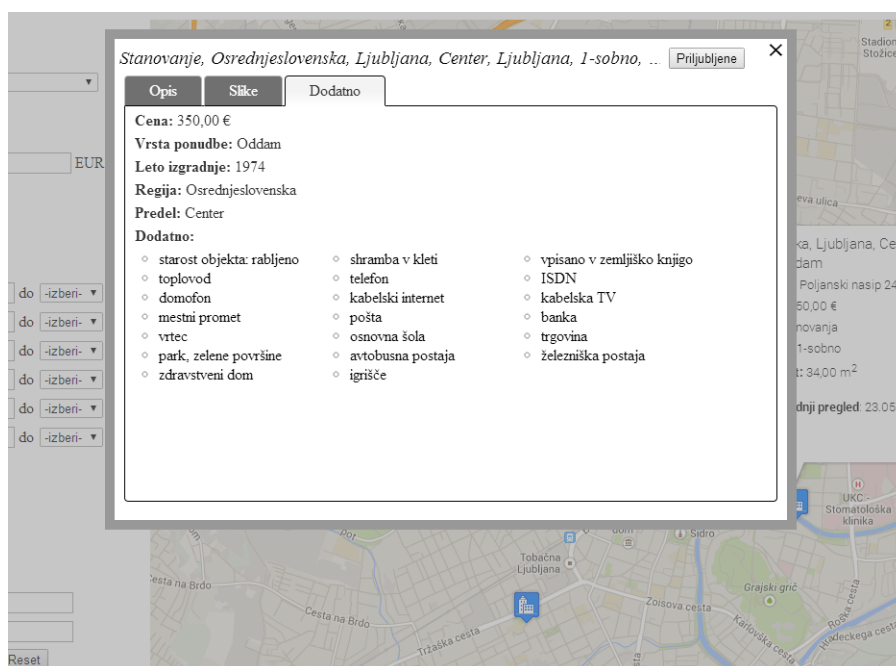 Stanovanje, Osrednjeslovenska, Ljubljana, Center, Ljubljana, 1-sobno, ...
Priljubljene
Opis
Slike
Dodatno
Cena: 350,00 €
Vrsta ponudbe: Oddam
Leto izgradnje: 1974
Regija: Osrednjeslovenska
Predel: Center
Dodatno:
starost objekta: rabljeno shramba v kleti vpisano v zemljiško knjigo
toplovod telefon ISDN
domofon kabelski internet kabelska TV
mestni promet pošta banka
vrtec osnovna šola trgovina
park, zelene površine avtobusna postaja železniška postaja
zdravstveni dom igrišče
EUR
do -izberi-
do -izberi-
do -izberi-
do -izberi-
do -izberi-
do -izberi-
Reset
Stadion
Stožice
eva ulica
ka, Ljubljana, Ce
dam
Poljanski nasip 24
50,00 €
novanja
1-sobno
t: 34,00 m2
dnji pregled: 23.05
H
UKC -
Stomatološka
klinika
Sidro
dom
Tobačna
Ljubljana
Cesta na Brdo
Cesta na Brdo
Tržaška cesta
Zoisova cesta
Grajski grič
Karlovška cesta
Roška cesta
Hladeckega cesta